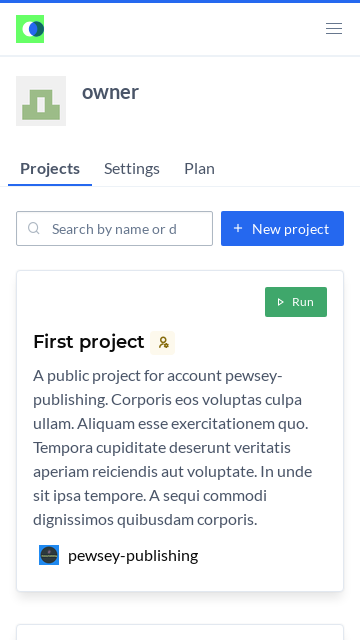 owner
Projects Settings Plan
Search by name or d
New project
Run
First project
A public project for account pewsey-
publishing. Corporis eos voluptas culpa
ullam. Aliquam esse exercitationem quo.
Tempora cupiditate deserunt veritatis
aperiam reiciendis aut voluptate. In unde
sit ipsa tempore. A sequi commodi
dignissimos quibusdam corporis.
pewsey-publishing